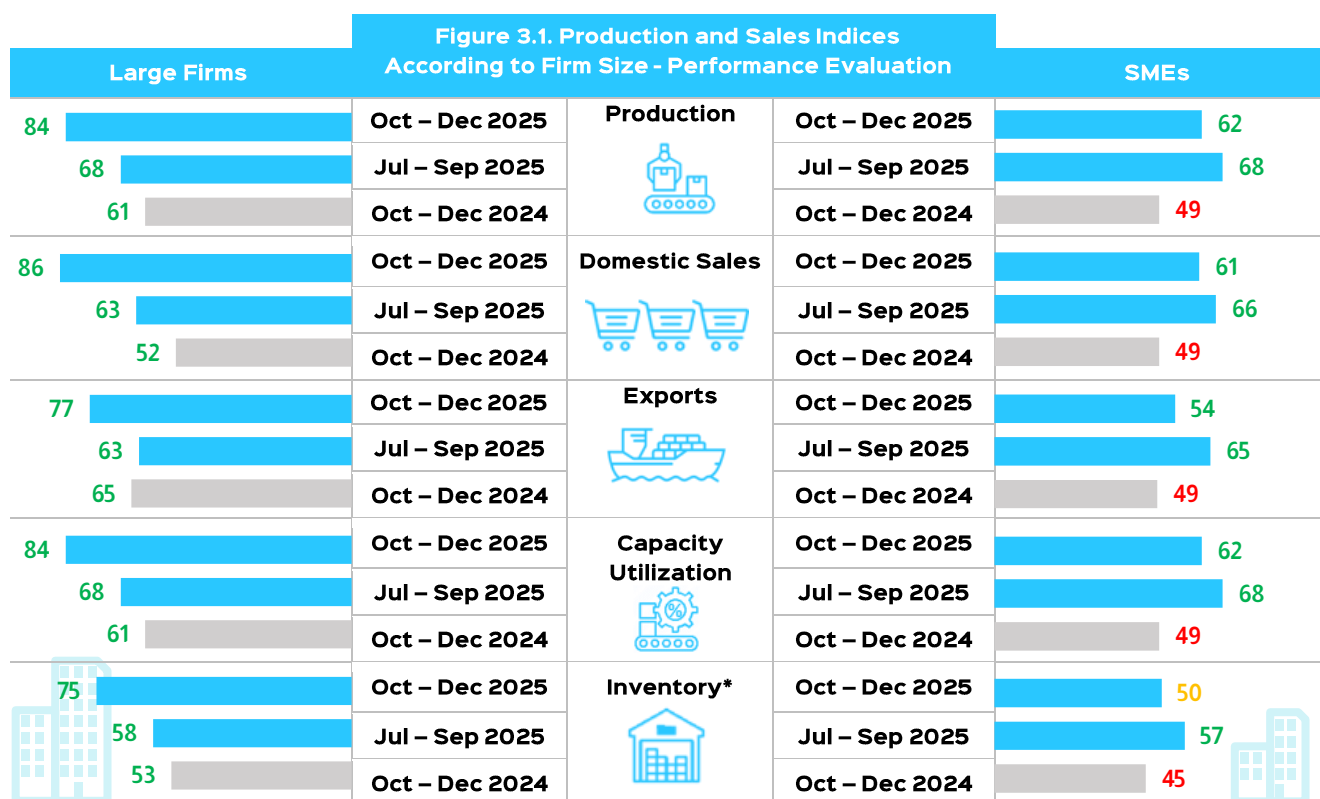 Figure 3.1. Production and Sales Indices
According to Firm Size - Performance Evaluation
Large Firms
SMEs
Production
84 Oct – Dec 2025 Oct – Dec 2025 62
68 Jul – Sep 2025 Jul – Sep 2025 68
61 Oct – Dec 2024 Oct – Dec 2024 49
Domestic Sales
86 Oct – Dec 2025 Oct – Dec 2025 61
63 Jul – Sep 2025 Jul – Sep 2025 66
52 Oct – Dec 2024 Oct – Dec 2024 49
Exports
77 Oct – Dec 2025 Oct – Dec 2025 54
63 Jul – Sep 2025 Jul – Sep 2025 65
65 Oct – Dec 2024 Oct – Dec 2024 49
Capacity
Utilization
%
84 Oct – Dec 2025 Oct – Dec 2025 62
68 Jul – Sep 2025 Jul – Sep 2025 68
61 Oct – Dec 2024 Oct – Dec 2024 49
Inventory*
75 Oct – Dec 2025 Oct – Dec 2025 50
58 Jul – Sep 2025 Jul – Sep 2025 57
53 Oct – Dec 2024 Oct – Dec 2024 45